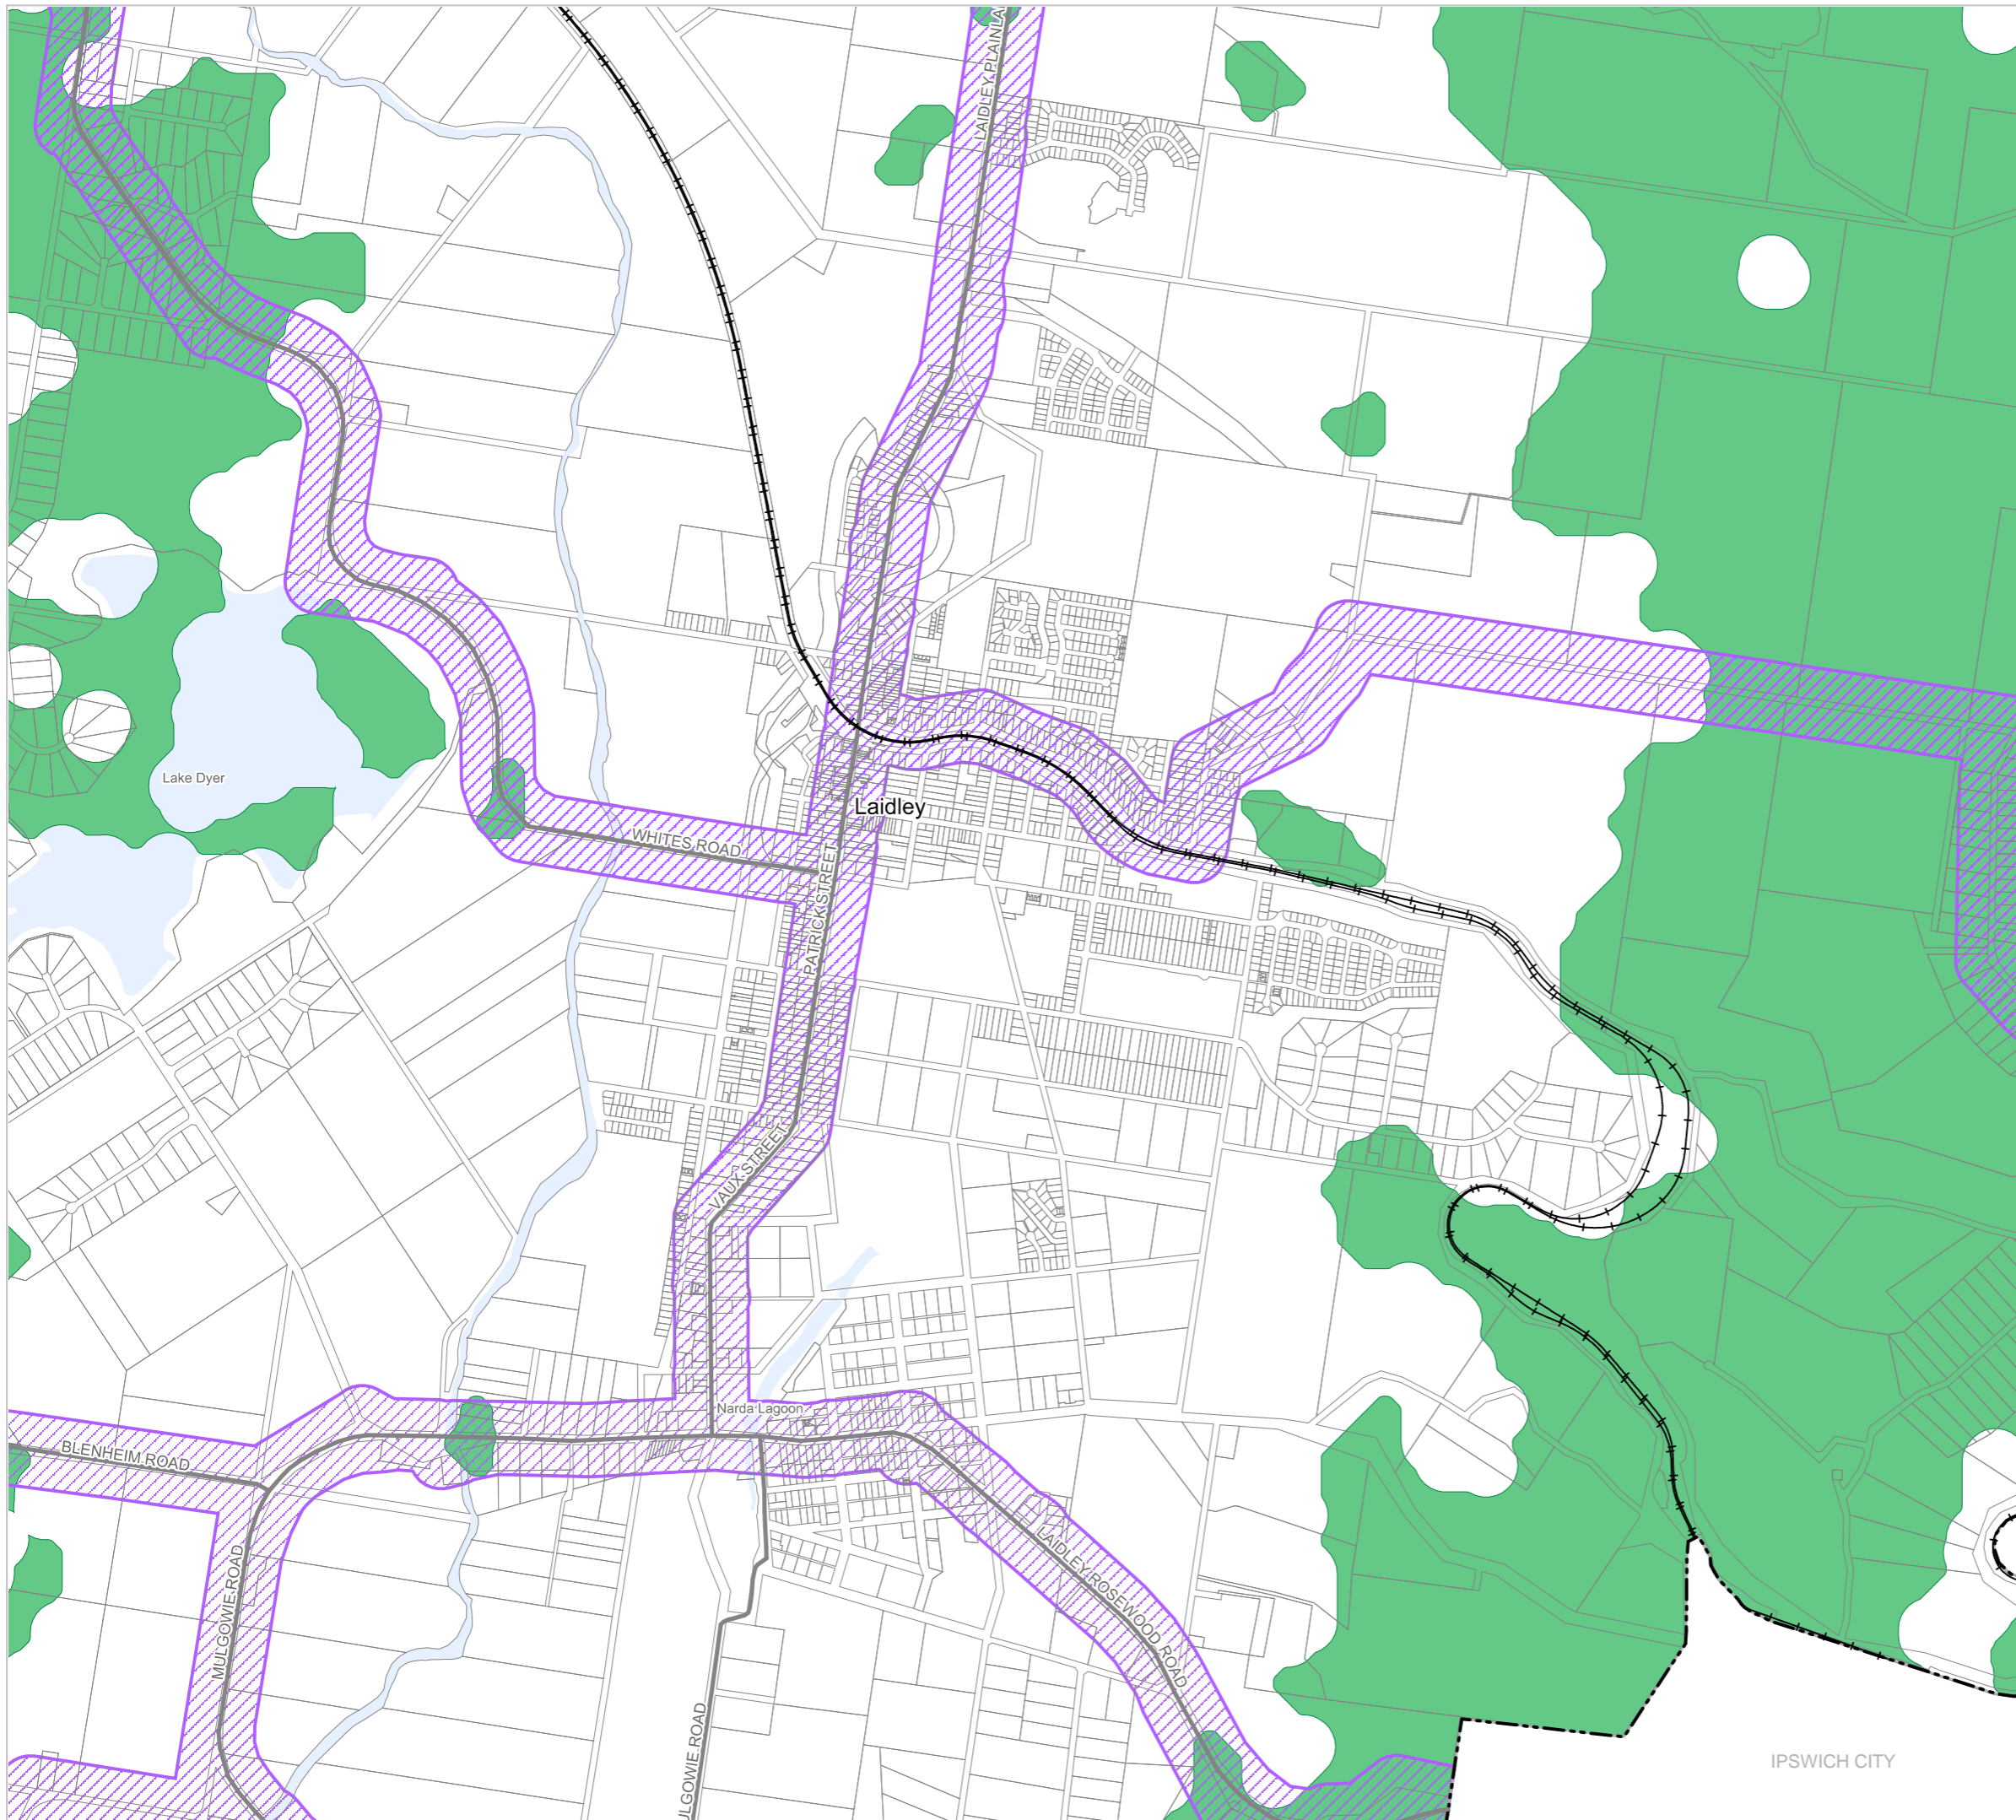 LAIDLEY PLAINLA
Lake Dyer
Laidley
WHITES ROAD
PATRICK STREET
VAUX STREET
Narda Lagoon
BLENHEIM ROAD
MULGOWIE ROAD
LAIDLEY ROSEWOOD ROAD
ULGOWIE ROAD
IPSWICH CITY